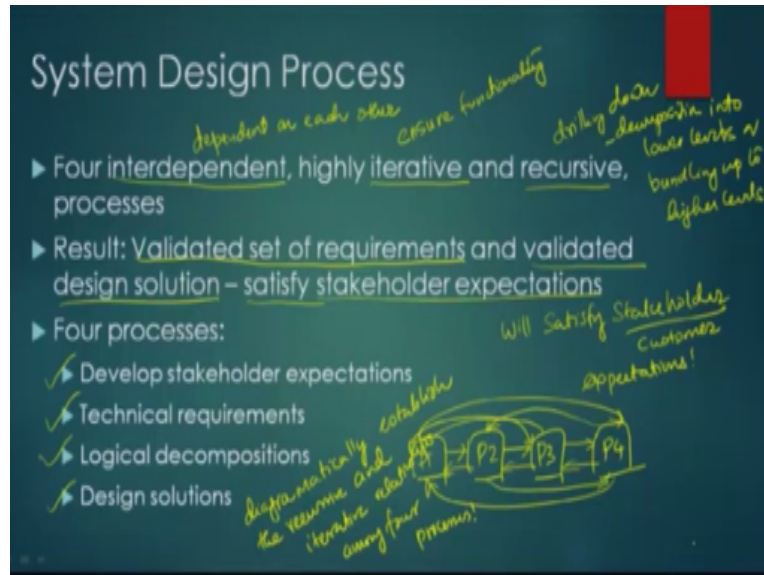 System Design Process
dependent on each other
ensure functionality
drilling down
- decomposition into
lower levels or
bundling up to
higher levels
▶ Four interdependent, highly iterative and recursive,
processes
▶ Result: Validated set of requirements and validated
design solution – satisfy stakeholder expectations
will satisfy Stakeholder
customer
expectations!
▶ Four processes:
▶ Develop stakeholder expectations
▶ Technical requirements
▶ Logical decompositions
▶ Design solutions
P2 P3 P4
diagramatically establish
the recursive and
iterative
among four
processes!